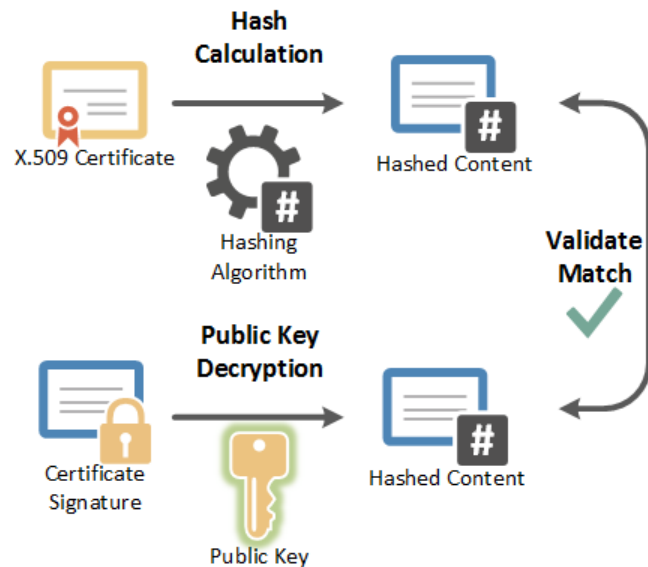 Hash
Calculation
X.509 Certificate
#
Hashing
Algorithm
#
Hashed Content
Validate
Match
Public Key
Decryption
Certificate
Signature
Public Key
#
Hashed Content